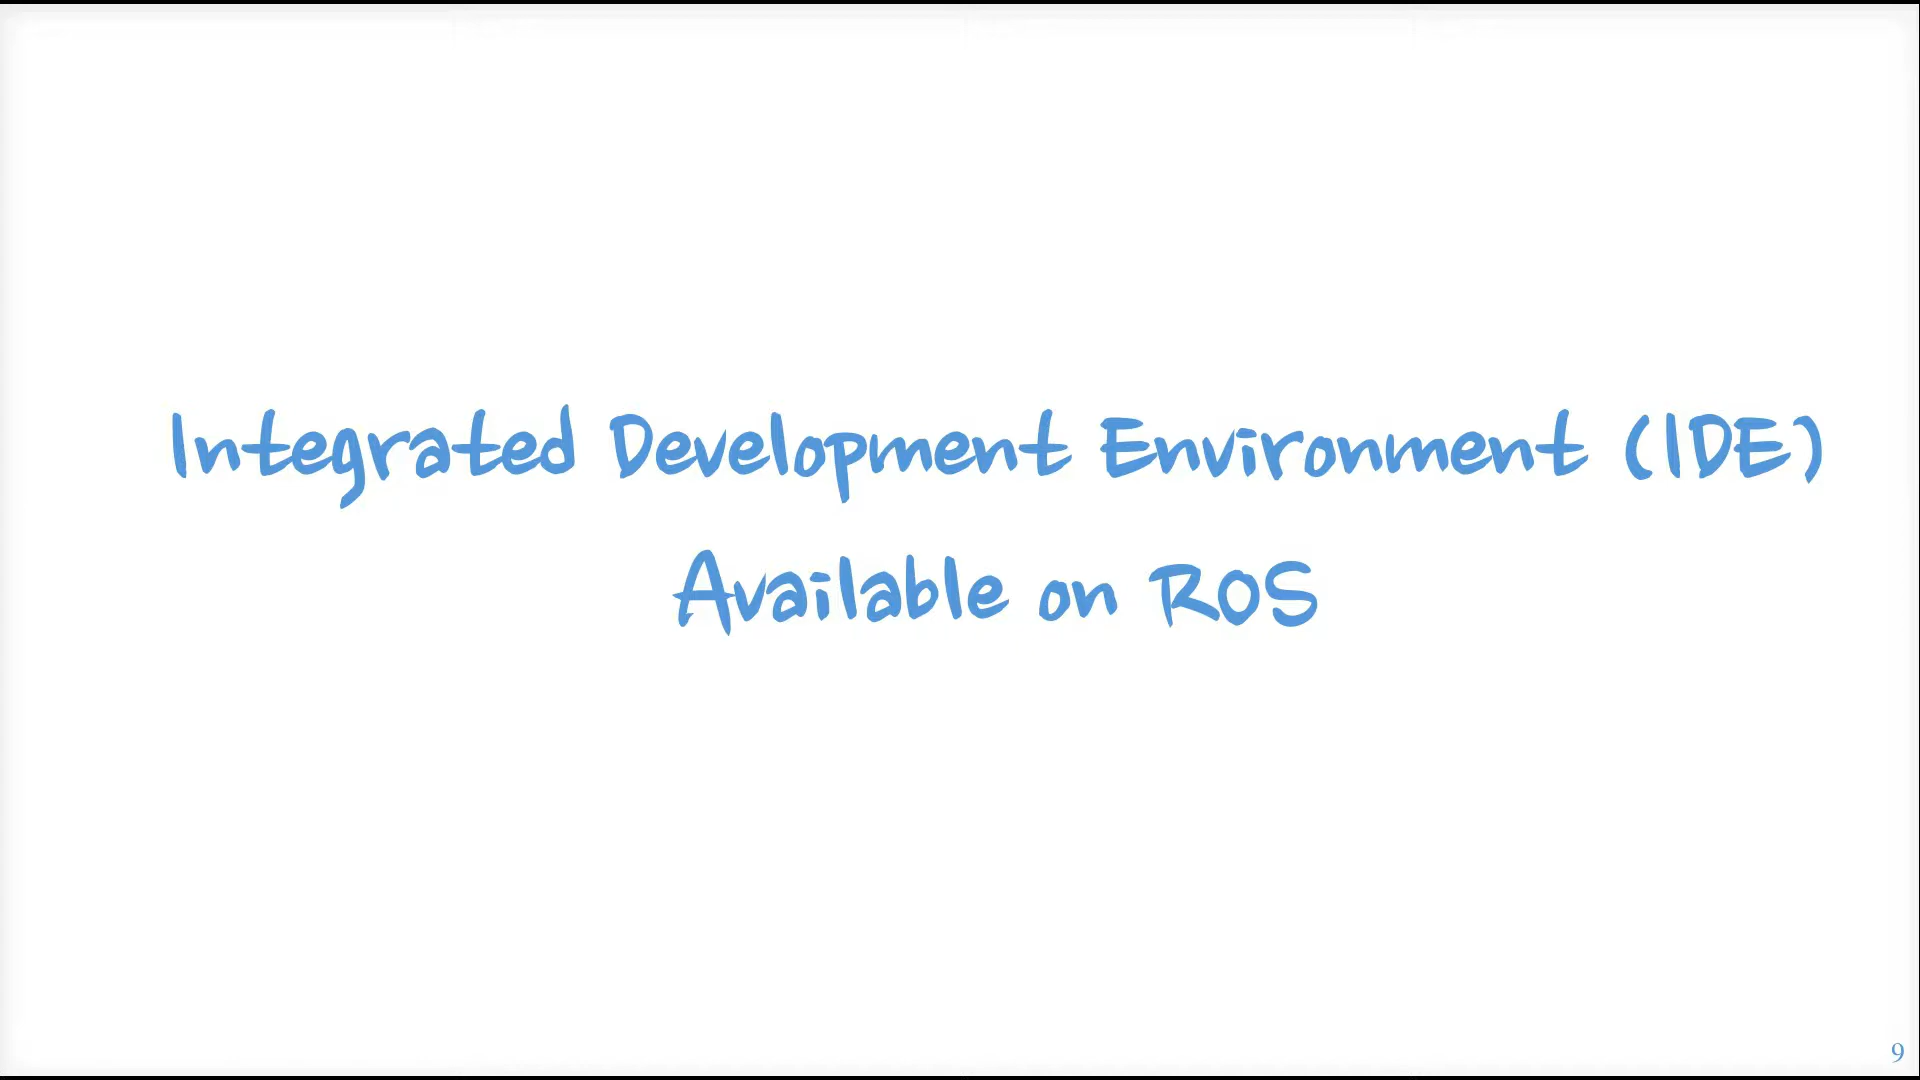 Integrated Development Environment (IDE)
Available on ROS
9